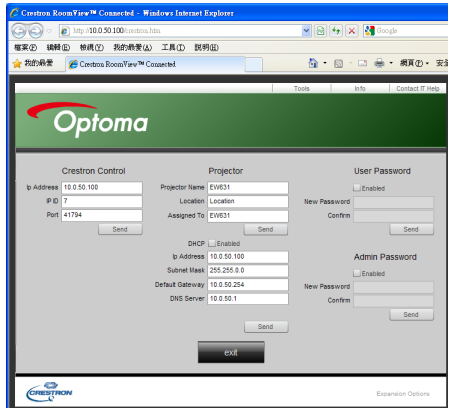 Crestron RoomView™ Connected - Windows Internet Explorer
http://10.0.50.100/crestron.htm
Google
檔案(F) 編輯(E) 檢視(V) 我的最愛(A) 工具(T) 說明(H)
我的最愛 Crestron RoomView™ Connected 網頁(P) 安全
Tools Info Contact IT Help
Optoma
Crestron Control
Ip Address 10.0.50.100
IP ID 7
Port 41794
Send
Projector
Projector Name EW631
Location Location
Assigned To EW631
Send
DHCP Enabled
Ip Address 10.0.50.100
Subnet Mask 255.255.0.0
Default Gateway 10.0.50.254
DNS Server 10.0.50.1
Send
User Password
Enabled
New Password
Confirm
Send
Admin Password
Enabled
New Password
Confirm
Send
exit
CRESTRON
Expansion Options